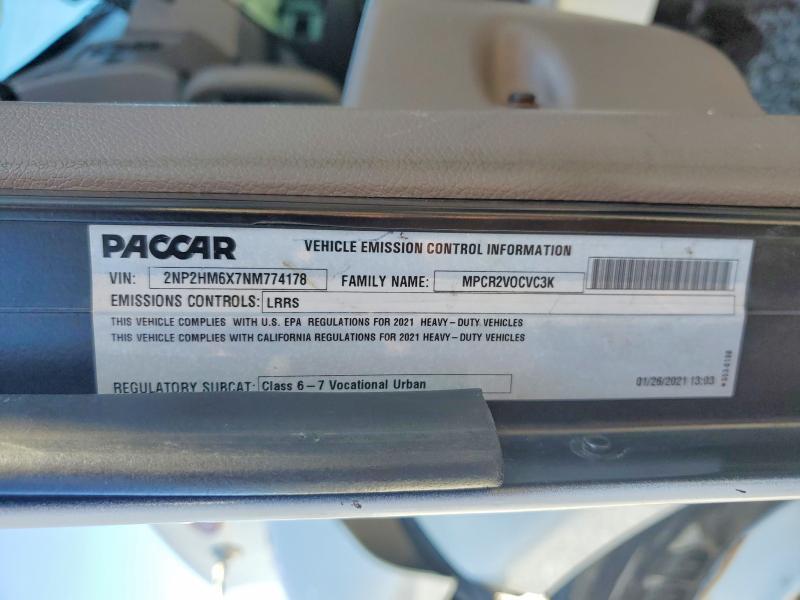 PACCAR VEHICLE EMISSION CONTROL INFORMATION
VIN: 2NP2HM6X7NM774178 FAMILY NAME: MPCR2VOCVC3K
EMISSIONS CONTROLS: LRRS
THIS VEHICLE COMPLIES WITH U.S. EPA REGULATIONS FOR 2021 HEAVY-DUTY VEHICLES
THIS VEHICLE COMPLIES WITH CALIFORNIA REGULATIONS FOR 2021 HEAVY-DUTY VEHICLES
REGULATORY SUBCAT: Class 6-7 Vocational Urban
01/26/2021 13:03